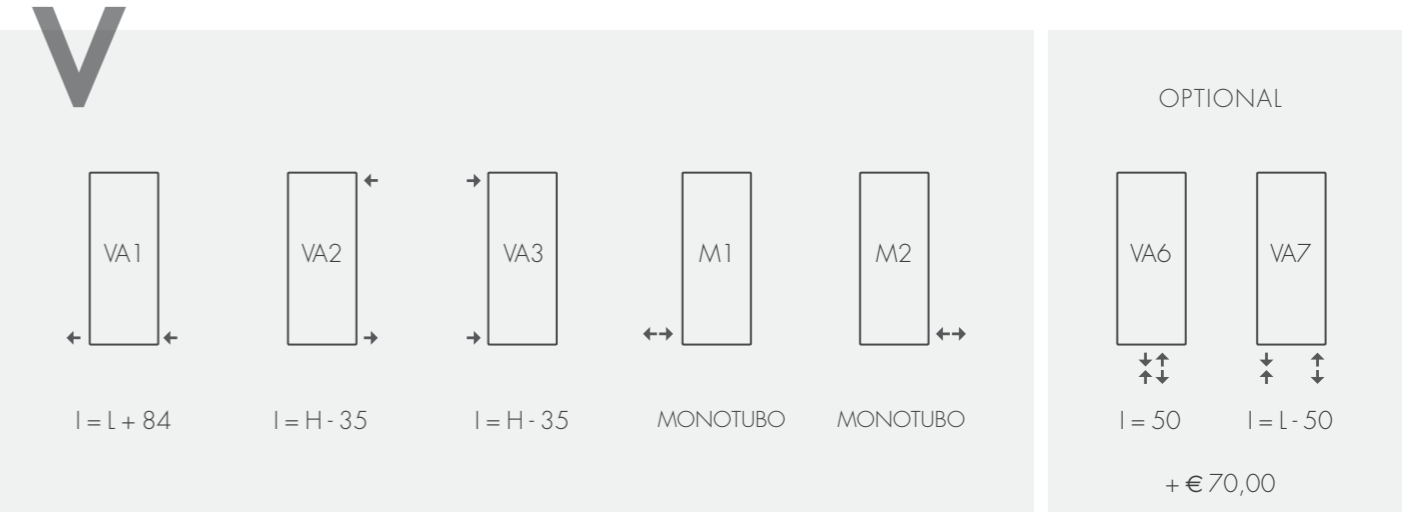 V
OPTIONAL
VA1 VA2 VA3 M1 M2 VA6 VA7
I = L + 84 I = H - 35 I = H - 35 MONOTUBO MONOTUBO I = 50 I = L - 50
+ € 70,00